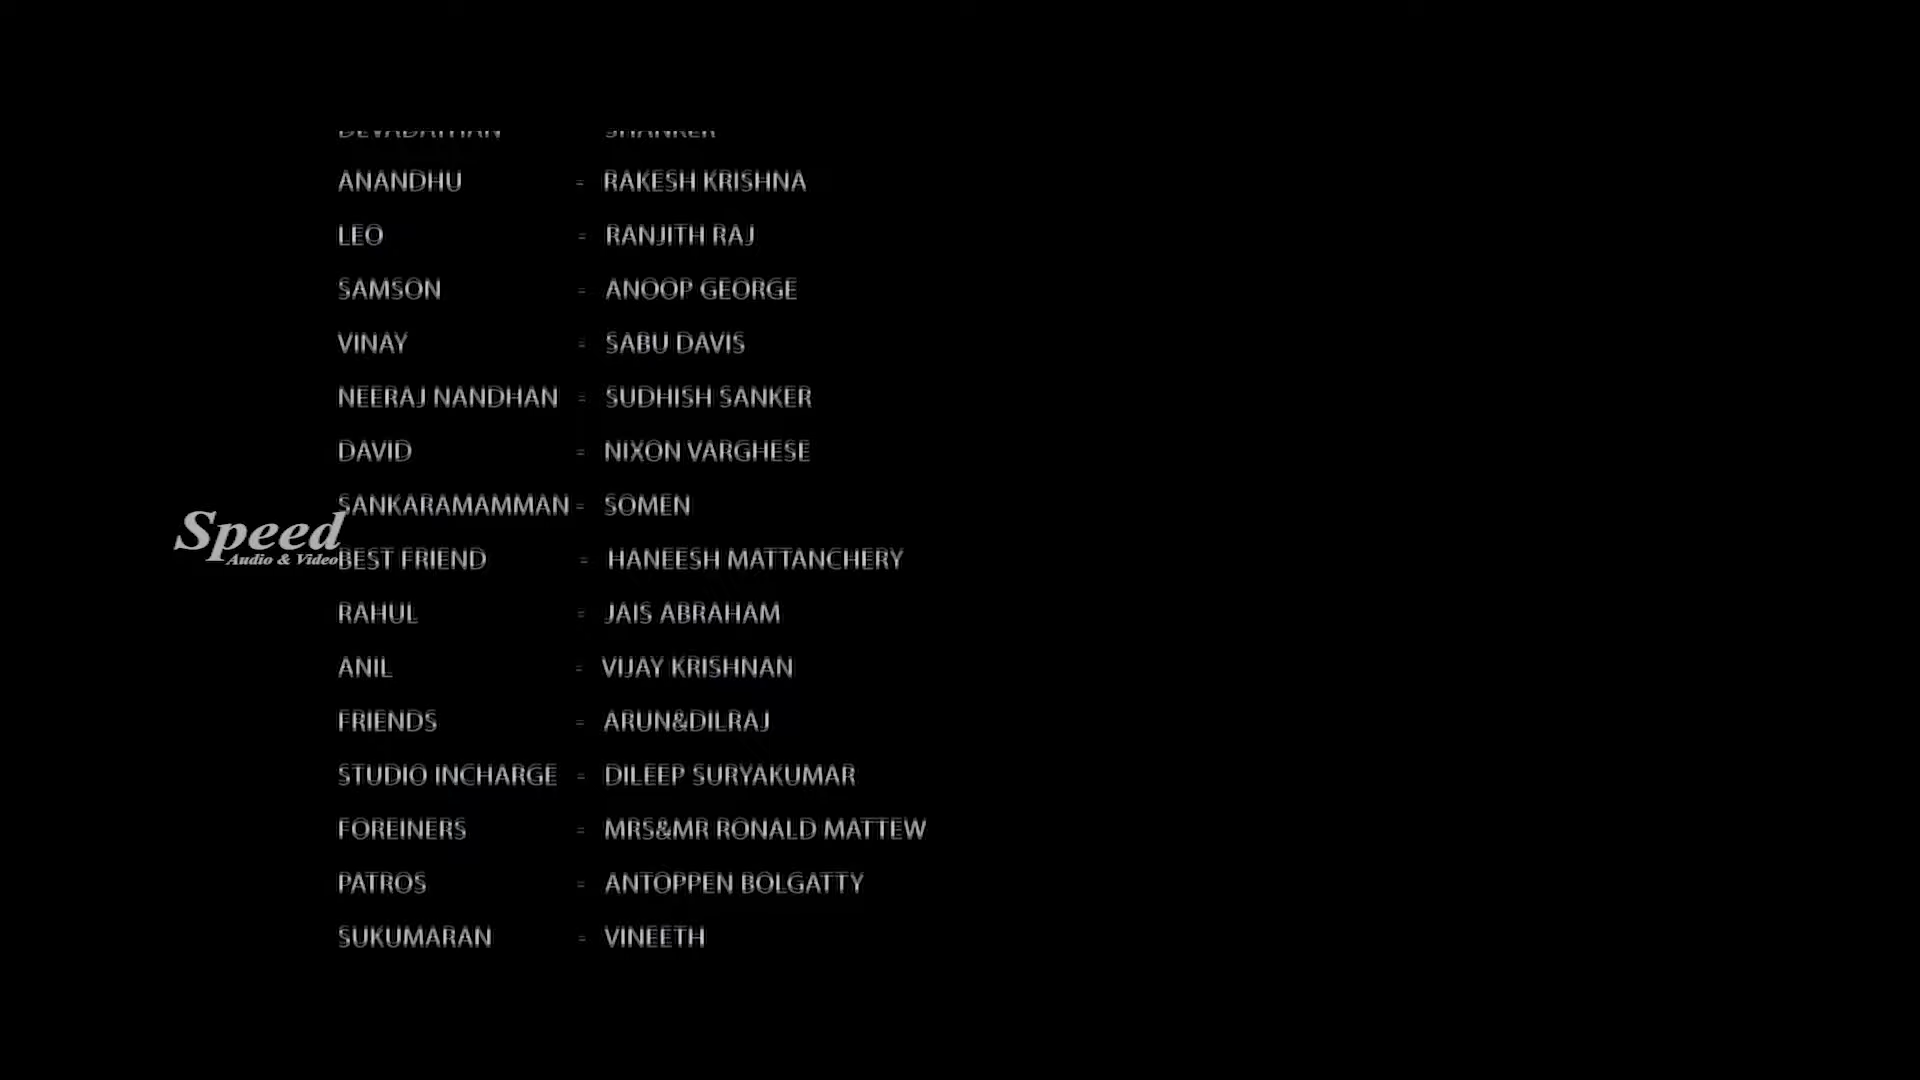 DEVADATHAN SHANKER
ANANDHU - RAKESH KRISHNA
LEO - RANJITH RAJ
SAMSON - ANOOP GEORGE
VINAY - SABU DAVIS
NEERAJ NANDHAN - SUDHISH SANKER
DAVID - NIXON VARGHESE
SANKARAMAMMAN - SOMEN
Speed
Audio & Video
BEST FRIEND - HANEESH MATTANCHERY
RAHUL - JAIS ABRAHAM
ANIL - VIJAY KRISHNAN
FRIENDS - ARUN&DILRAJ
STUDIO INCHARGE - DILEEP SURYAKUMAR
FOREINERS - MRS&MR RONALD MATTEW
PATROS - ANTOPPEN BOLGATTY
SUKUMARAN - VINEETH